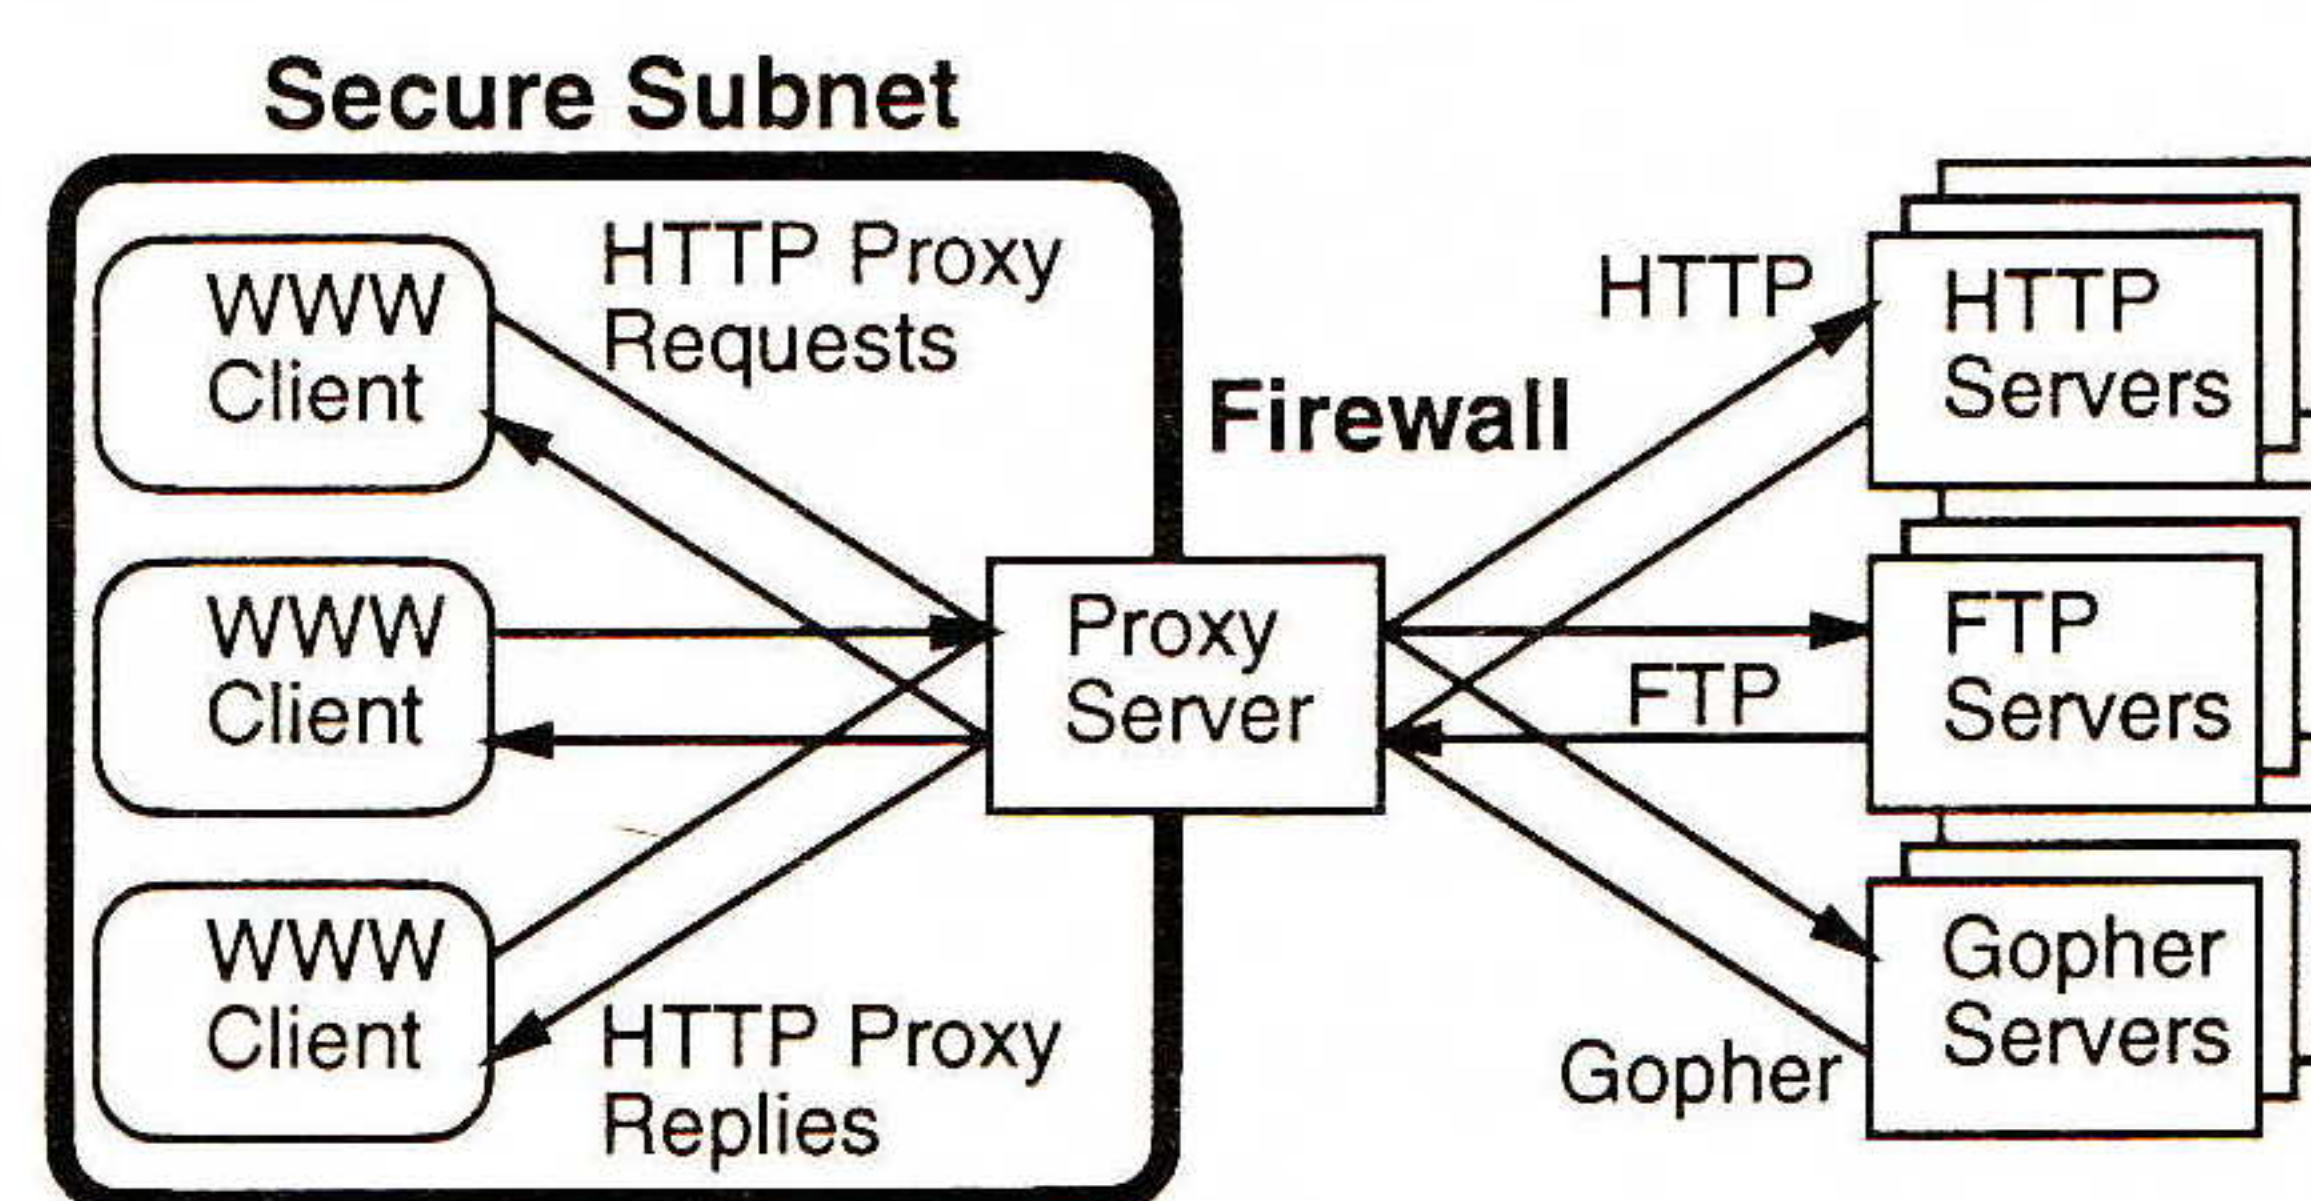 Secure Subnet
WWW
Client
HTTP Proxy
Requests
WWW
Client
WWW
Client
HTTP Proxy
Replies
Firewall
Proxy
Server
HTTP
FTP
Gopher
HTTP
Servers
FTP
Servers
Gopher
Servers